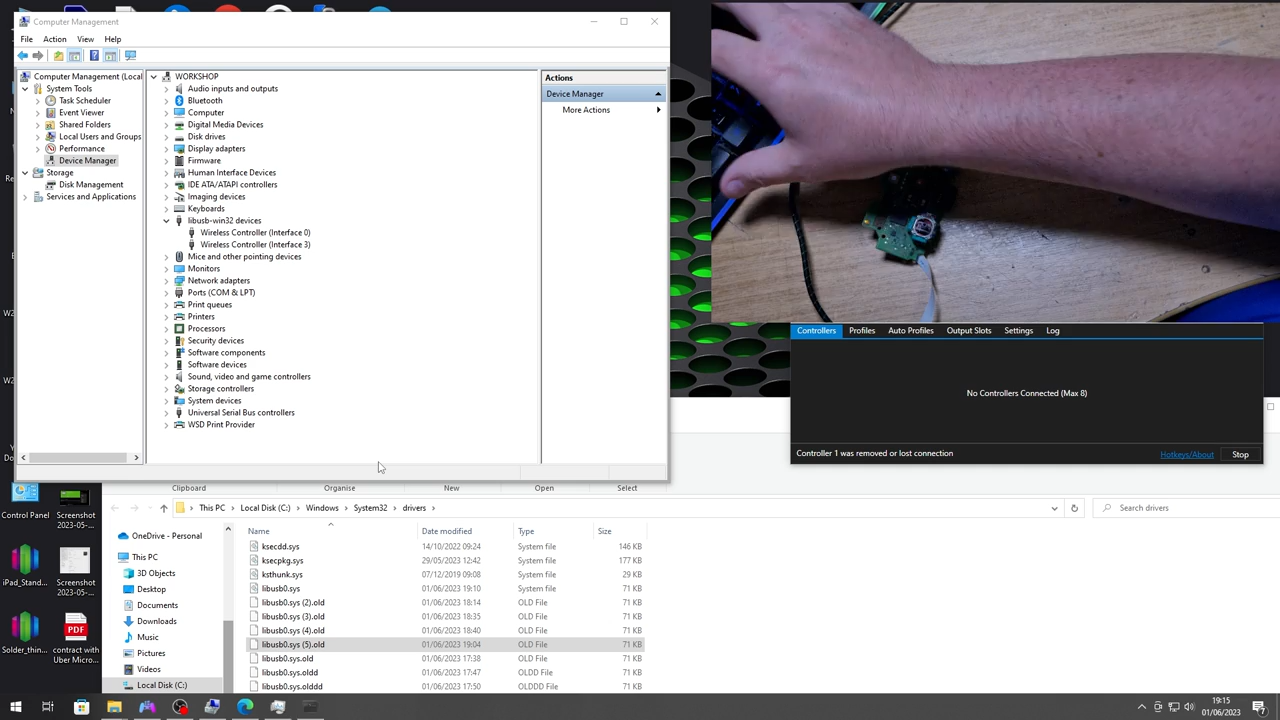 Computer Management
File Action View Help
Computer Management (Local
System Tools
Task Scheduler
Event Viewer
Shared Folders
Local Users and Groups
Performance
Device Manager
Storage
Disk Management
Services and Applications
WORKSHOP
Audio inputs and outputs
Bluetooth
Computer
Digital Media Devices
Disk drives
Display adapters
Firmware
Human Interface Devices
IDE ATA/ATAPI controllers
Imaging devices
Keyboards
libusb-win32 devices
Wireless Controller (Interface 0)
Wireless Controller (Interface 3)
Mice and other pointing devices
Monitors
Network adapters
Ports (COM & LPT)
Print queues
Printers
Processors
Security devices
Software components
Software devices
Sound, video and game controllers
Storage controllers
System devices
Universal Serial Bus controllers
WSD Print Provider
Actions
Device Manager
More Actions
Controllers Profiles Auto Profiles Output Slots Settings Log
No Controllers Connected (Max 8)
Controller 1 was removed or lost connection Hotkeys/About Stop
Clipboard Organise New Open Select
This PC Local Disk (C:) Windows System32 drivers Search drivers
OneDrive - Personal
This PC
3D Objects
Desktop
Documents
Downloads
Music
Pictures
Videos
Local Disk (C:)
Name Date modified Type Size
ksecdd.sys 14/10/2022 09:24 System file 146 KB
ksecpkg.sys 29/05/2023 12:42 System file 177 KB
ksthunk.sys 07/12/2019 09:08 System file 29 KB
libusb0.sys 01/06/2023 19:10 System file 71 KB
libusb0.sys (2).old 01/06/2023 18:14 OLD File 71 KB
libusb0.sys (3).old 01/06/2023 18:35 OLD File 71 KB
libusb0.sys (4).old 01/06/2023 18:40 OLD File 71 KB
libusb0.sys (5).old 01/06/2023 19:04 OLD File 71 KB
libusb0.sys.old 01/06/2023 17:38 OLD File 71 KB
libusb0.sys.oldd 01/06/2023 17:47 OLDD File 71 KB
libusb0.sys.olddd 01/06/2023 17:50 OLDDD File 71 KB
Control Panel
Screenshot
2023-05-...
iPad_Stand...
Screenshot
2023-05-...
Solder_thin...
PDF
contract with
Uber Micro...
19:15
01/06/2023